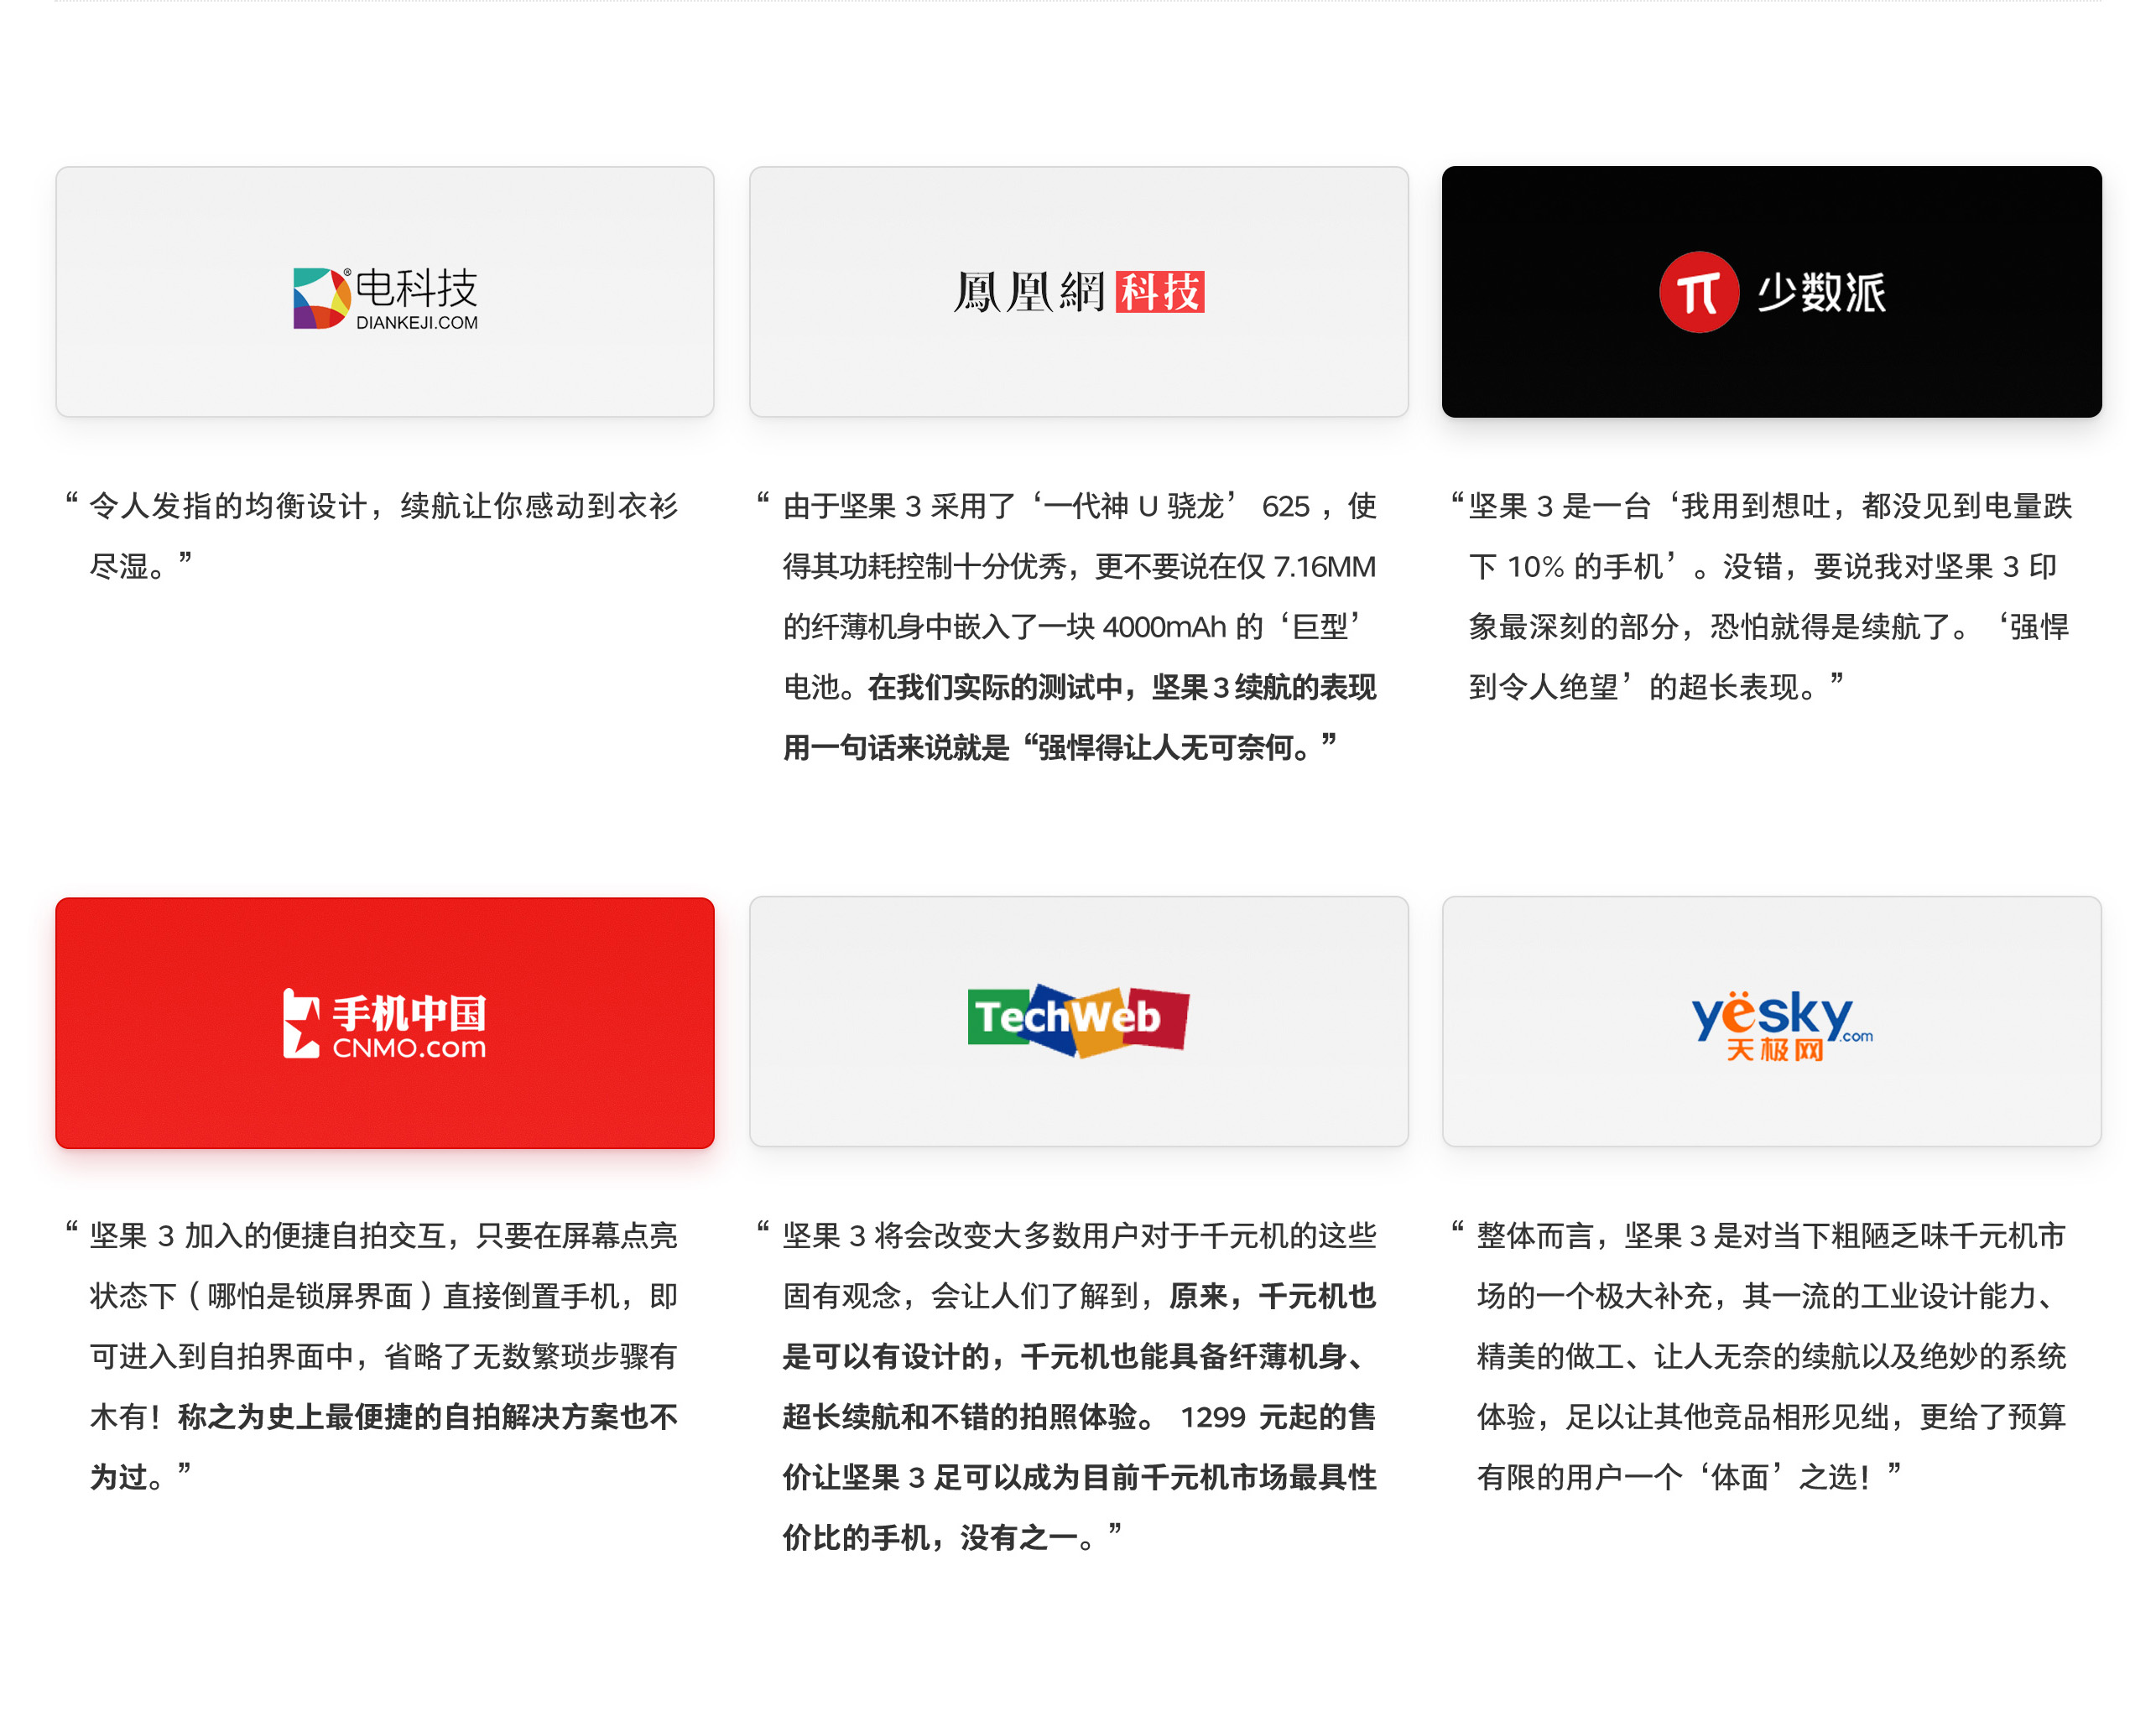 电科技
®
DIANKEJI.COM
鳳凰網 科技
少数派
“ 令人发指的均衡设计，续航让你感动到衣衫
尽湿。”
“ 由于坚果 3 采用了‘一代神 U 骁龙’ 625 ，使
得其功耗控制十分优秀，更不要说在仅 7.16MM
的纤薄机身中嵌入了一块 4000mAh 的‘巨型’
电池。在我们实际的测试中，坚果 3 续航的表现
用一句话来说就是“强悍得让人无可奈何。”
“坚果 3 是一台‘我用到想吐，都没见到电量跌
下 10% 的手机’。没错，要说我对坚果 3 印
象最深刻的部分，恐怕就得是续航了。‘强悍
到令人绝望’的超长表现。”
手机中国
CNMO.com
TechWeb
yësky.com
天极网
“ 坚果 3 加入的便捷自拍交互，只要在屏幕点亮
状态下（哪怕是锁屏界面）直接倒置手机，即
可进入到自拍界面中，省略了无数繁琐步骤有
木有！称之为史上最便捷的自拍解决方案也不
为过。”
“ 坚果 3 将会改变大多数用户对于千元机的这些
固有观念，会让人们了解到，原来，千元机也
是可以有设计的，千元机也能具备纤薄机身、
超长续航和不错的拍照体验。 1299 元起的售
价让坚果 3 足可以成为目前千元机市场最具性
价比的手机，没有之一。”
“ 整体而言，坚果 3 是对当下粗陋乏味千元机市
场的一个极大补充，其一流的工业设计能力、
精美的做工、让人无奈的续航以及绝妙的系统
体验，足以让其他竞品相形见绌，更给了预算
有限的用户一个‘体面’之选！”